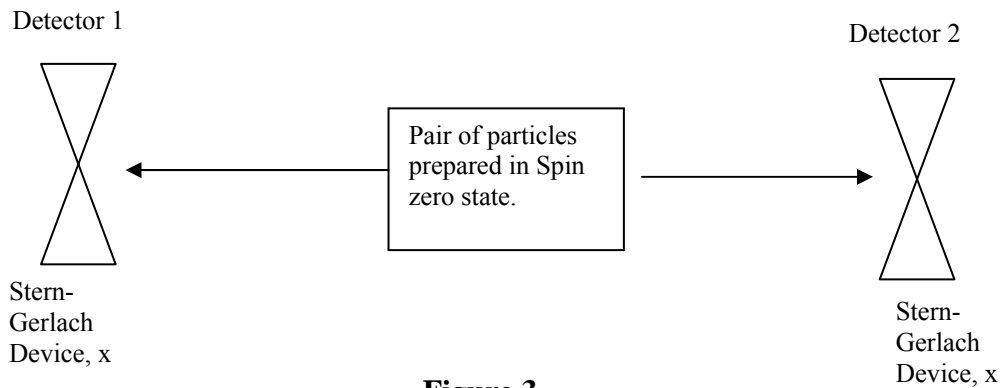 Detector 1
Detector 2
Pair of particles
prepared in Spin
zero state.
Stern-
Gerlach
Device, x
Stern-
Gerlach
Device, x
Figure 3